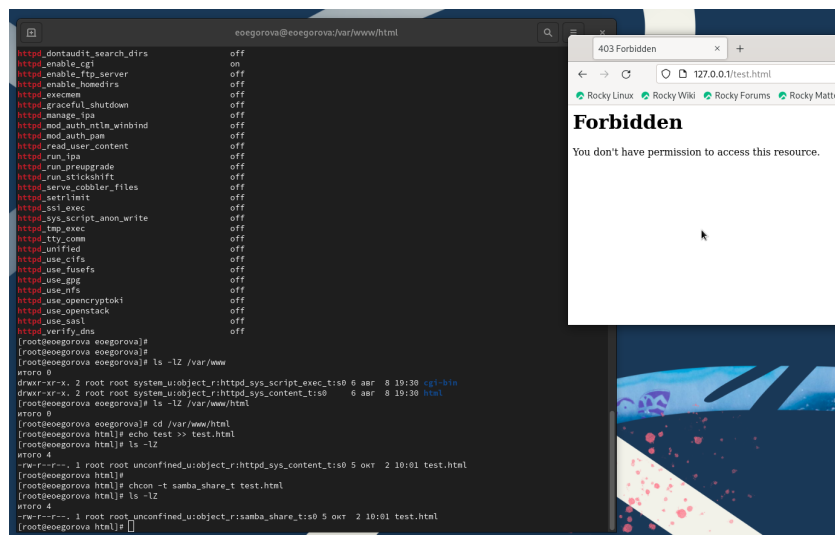 eoegorova@eoegorova:/var/www/html
httpd_dontaudit_search_dirs off
httpd_enable_cgi on
httpd_enable_ftp_server off
httpd_enable_homedirs off
httpd_execmem off
httpd_graceful_shutdown off
httpd_manage_ipa off
httpd_mod_auth_ntlm_winbind off
httpd_mod_auth_pam off
httpd_read_user_content off
httpd_run_ipa off
httpd_run_preupgrade off
httpd_run_stickshift off
httpd_serve_cobbler_files off
httpd_setrlimit off
httpd_ssi_exec off
httpd_sys_script_anon_write off
httpd_tmp_exec off
httpd_tty_comm off
httpd_unified off
httpd_use_cifs off
httpd_use_fusefs off
httpd_use_gpg off
httpd_use_nfs off
httpd_use_opencryptoki off
httpd_use_openstack off
httpd_use_sasl off
httpd_verify_dns off
[root@eoegorova eoegorova]#
[root@eoegorova eoegorova]#
[root@eoegorova eoegorova]# ls -lZ /var/www
итого 0
drwxr-xr-x. 2 root root system_u:object_r:httpd_sys_script_exec_t:s0 6 авг 8 19:30 cgi-bin
drwxr-xr-x. 2 root root system_u:object_r:httpd_sys_content_t:s0 6 авг 8 19:30 html
[root@eoegorova eoegorova]# ls -lZ /var/www/html
итого 0
[root@eoegorova eoegorova]# cd /var/www/html
[root@eoegorova html]# echo test >> test.html
[root@eoegorova html]# ls -lZ
итого 4
-rw-r--r--. 1 root root unconfined_u:object_r:httpd_sys_content_t:s0 5 окт 2 10:01 test.html
[root@eoegorova html]#
[root@eoegorova html]# chcon -t samba_share_t test.html
[root@eoegorova html]# ls -lZ
итого 4
-rw-r--r--. 1 root root unconfined_u:object_r:samba_share_t:s0 5 окт 2 10:01 test.html
[root@eoegorova html]#
403 Forbidden
127.0.0.1/test.html
Rocky Linux Rocky Wiki Rocky Forums Rocky Matte
Forbidden
You don't have permission to access this resource.